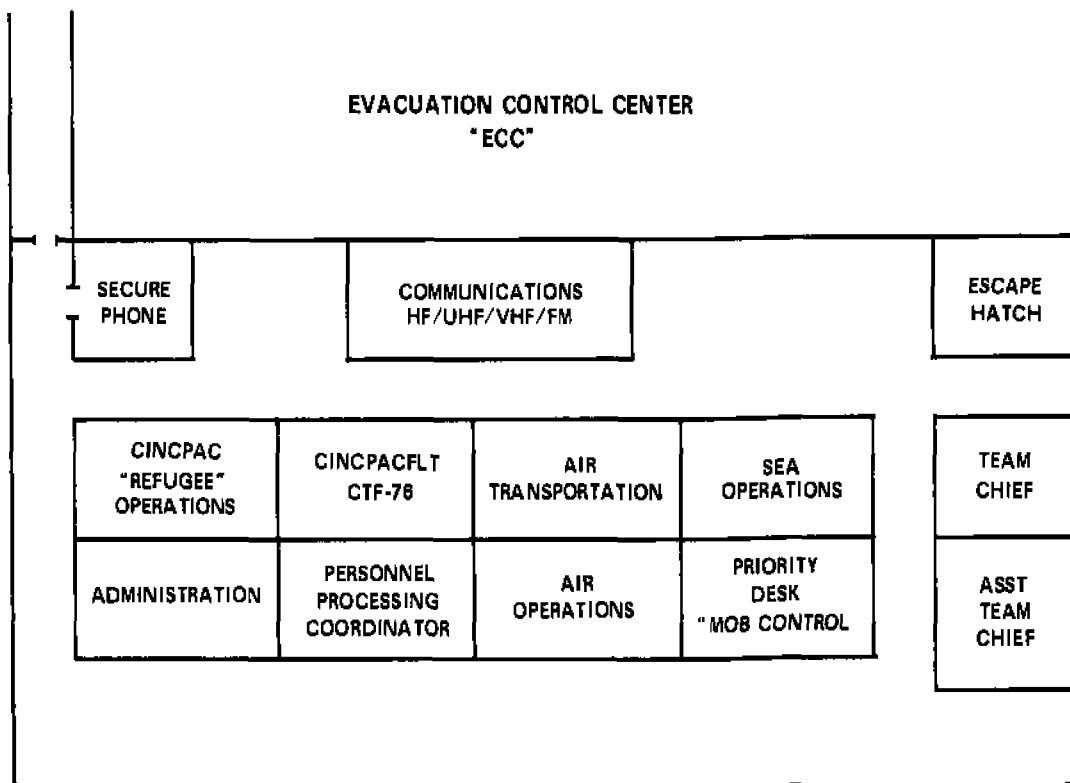 EVACUATION CONTROL CENTER
"ECC"
SECURE
PHONE
COMMUNICATIONS
HF/UHF/VHF/FM
ESCAPE
HATCH
CINCPAC
"REFUGEE"
OPERATIONS
CINCPACFLT
CTF-76
AIR
TRANSPORTATION
SEA
OPERATIONS
TEAM
CHIEF
ADMINISTRATION
PERSONNEL
PROCESSING
COORDINATOR
AIR
OPERATIONS
PRIORITY
DESK
"MOB CONTROL
ASST
TEAM
CHIEF